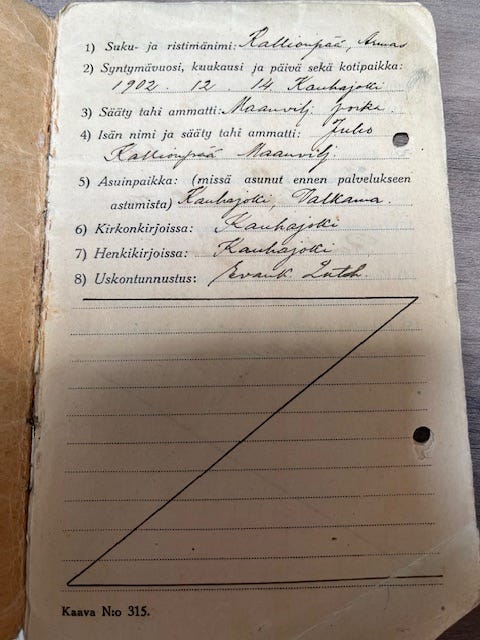 1) Suku- ja ristimänimi: Kallionpää, Armas
2) Syntymävuosi, kuukausi ja päivä sekä kotipaikka:
1902. 12. 14. Kauhajoki
3) Sääty tahi ammatti: Maanvilj. poika.
4) Isän nimi ja sääty tahi ammatti: Juho
Kallionpää Maanvilj.
5) Asuinpaikka: (missä asunut ennen palvelukseen
astumista) Kauhajoki, Valkama.
6) Kirkonkirjoissa: Kauhajoki
7) Henkikirjoissa: Kauhajoki
8) Uskontunnustus: Evank. Luth.
Kaava N:o 315.